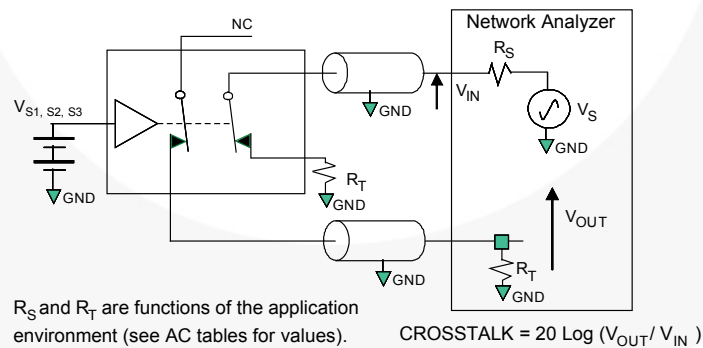 NC
Network Analyzer
R_S
V_S1, S2, S3
GND
V_IN
V_S
GND
GND
R_T
GND
V_OUT
R_T
GND
GND
R_S and R_T are functions of the application
environment (see AC tables for values).
CROSSTALK = 20 Log (V_OUT/ V_IN )